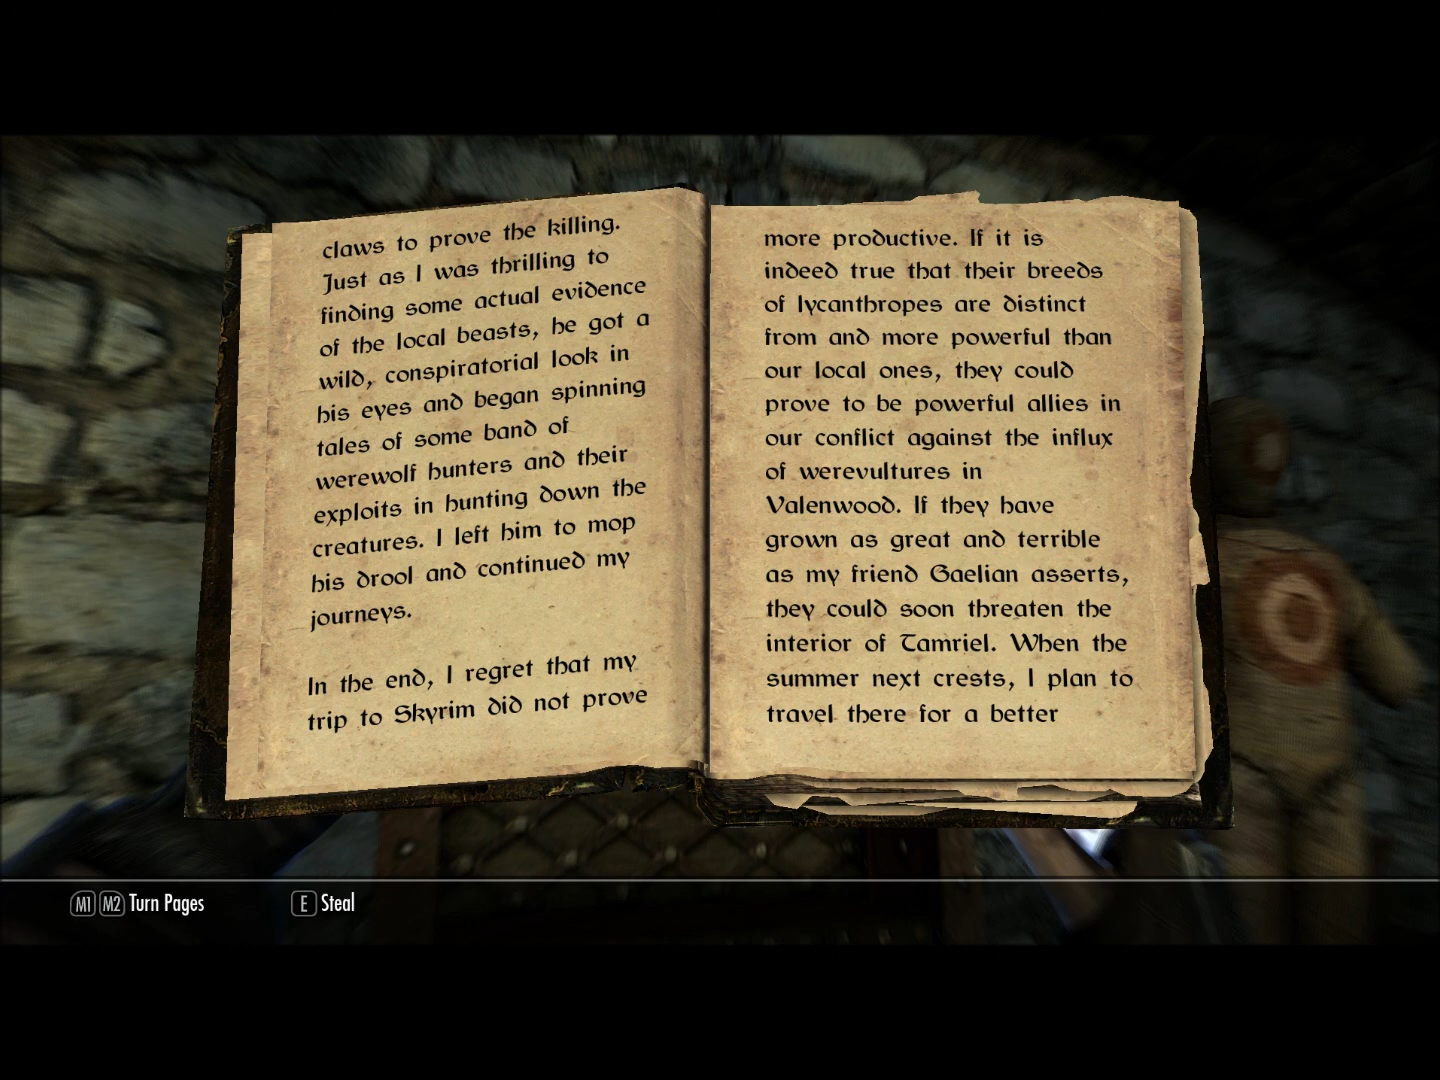 claws to prove the killing.
Just as I was thrilling to
finding some actual evidence
of the local beasts, he got a
wild, conspiratorial look in
his eyes and began spinning
tales of some band of
werewolf hunters and their
exploits in hunting down the
creatures. I left him to mop
his drool and continued my
journeys.
In the end, I regret that my
trip to Skyrim did not prove
more productive. If it is
indeed true that their breeds
of lycanthropes are distinct
from and more powerful than
our local ones, they could
prove to be powerful allies in
our conflict against the influx
of werevultures in
Valenwood. If they have
grown as great and terrible
as my friend Gaelian asserts,
they could soon threaten the
interior of Tamriel. When the
summer next crests, I plan to
travel there for a better
M1 M2 Turn Pages E Steal